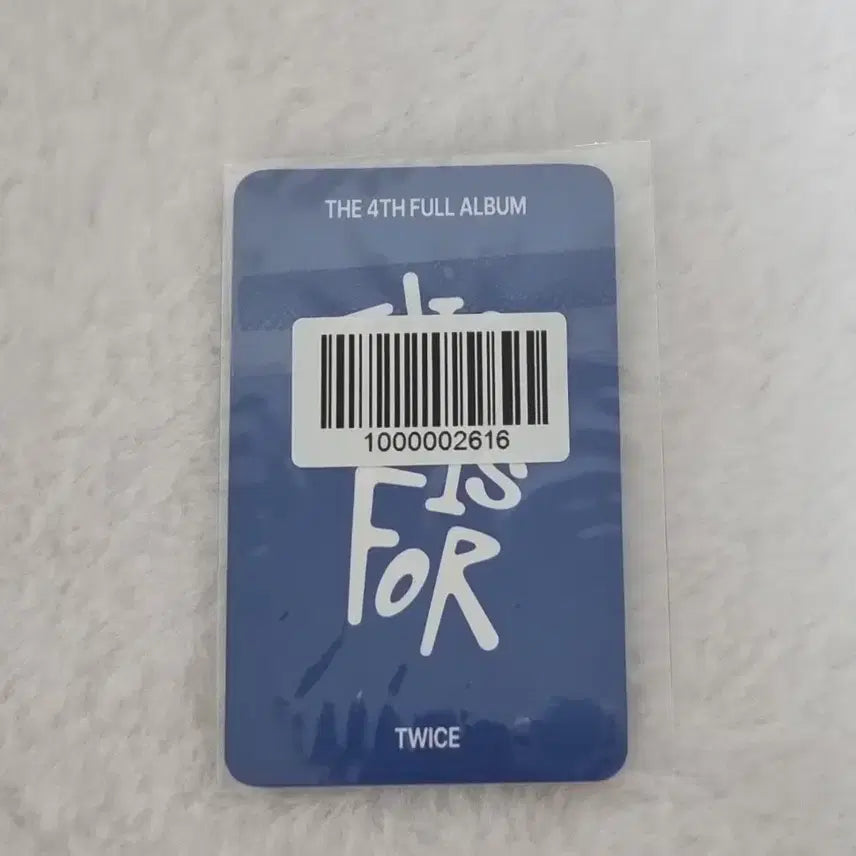 THE 4TH FULL ALBUM
1000002616
IS
FoR
TWICE